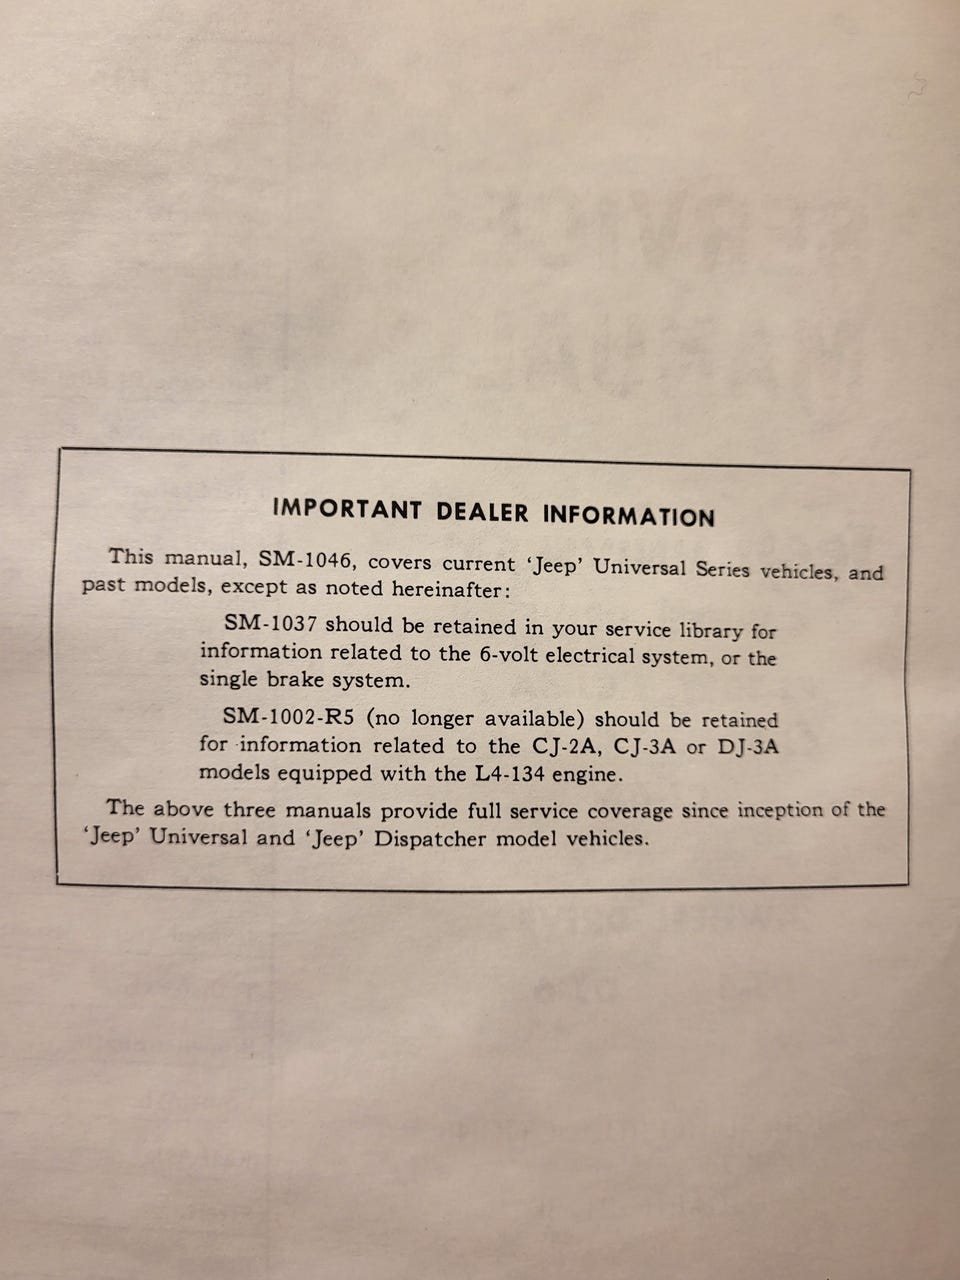 IMPORTANT DEALER INFORMATION
This manual, SM-1046, covers current ‘Jeep’ Universal Series vehicles, and
past models, except as noted hereinafter:
SM-1037 should be retained in your service library for
information related to the 6-volt electrical system, or the
single brake system.
SM-1002-R5 (no longer available) should be retained
for information related to the CJ-2A, CJ-3A or DJ-3A
models equipped with the L4-134 engine.
The above three manuals provide full service coverage since inception of the
‘Jeep’ Universal and ‘Jeep’ Dispatcher model vehicles.